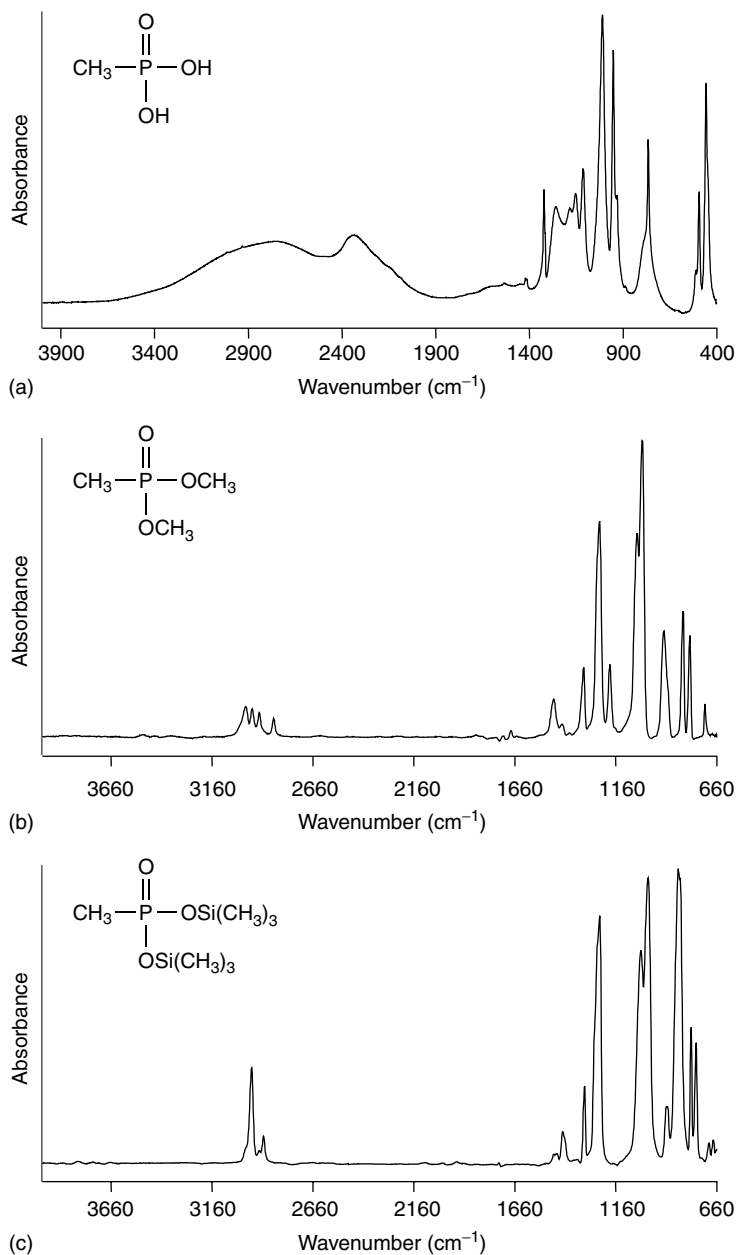 O
CH₃ P OH
OH
Absorbance
3900 3400 2900 2400 1900 1400 900 400
Wavenumber (cm⁻¹)
(a)
O
CH₃ P OCH₃
OCH₃
Absorbance
3660 3160 2660 2160 1660 1160 660
Wavenumber (cm⁻¹)
(b)
O
CH₃ P OSi(CH₃)₃
OSi(CH₃)₃
Absorbance
3660 3160 2660 2160 1660 1160 660
Wavenumber (cm⁻¹)
(c)